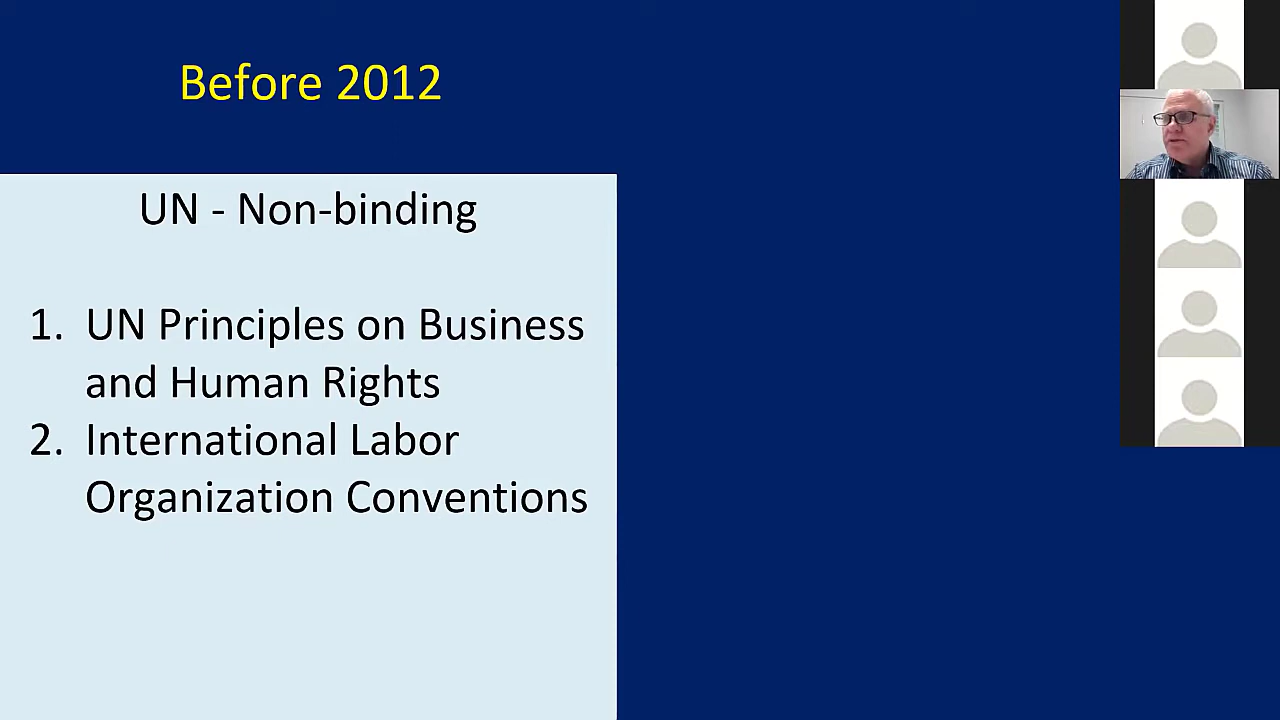 Before 2012
UN - Non-binding
1. UN Principles on Business
and Human Rights
2. International Labor
Organization Conventions